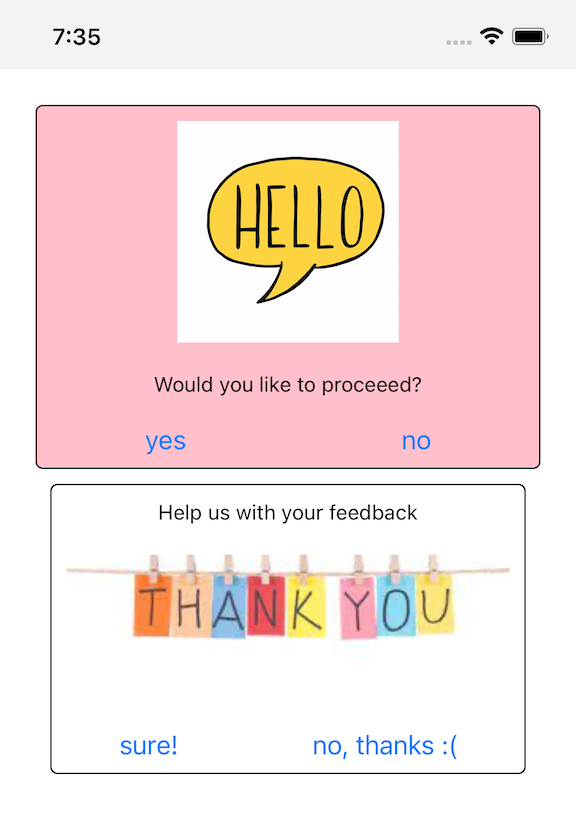 7:35
HELLO
Would you like to proceeed?
yes no
Help us with your feedback
THANK YOU
sure! no, thanks :(